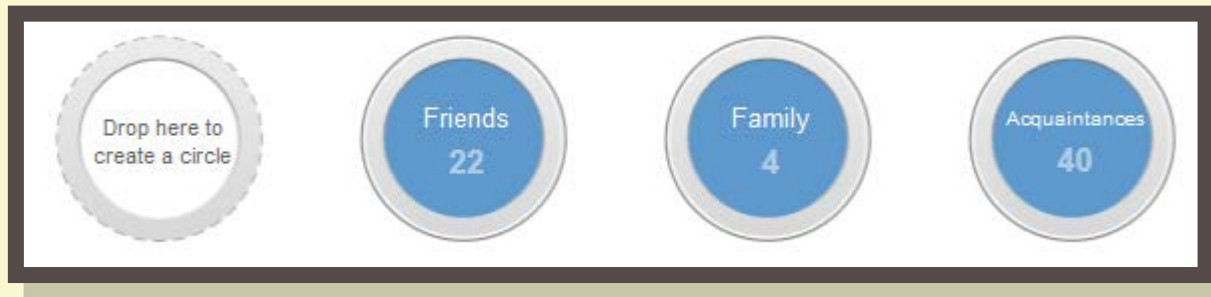 Drop here to
create a circle
Friends
22
Family
4
Acquaintances
40